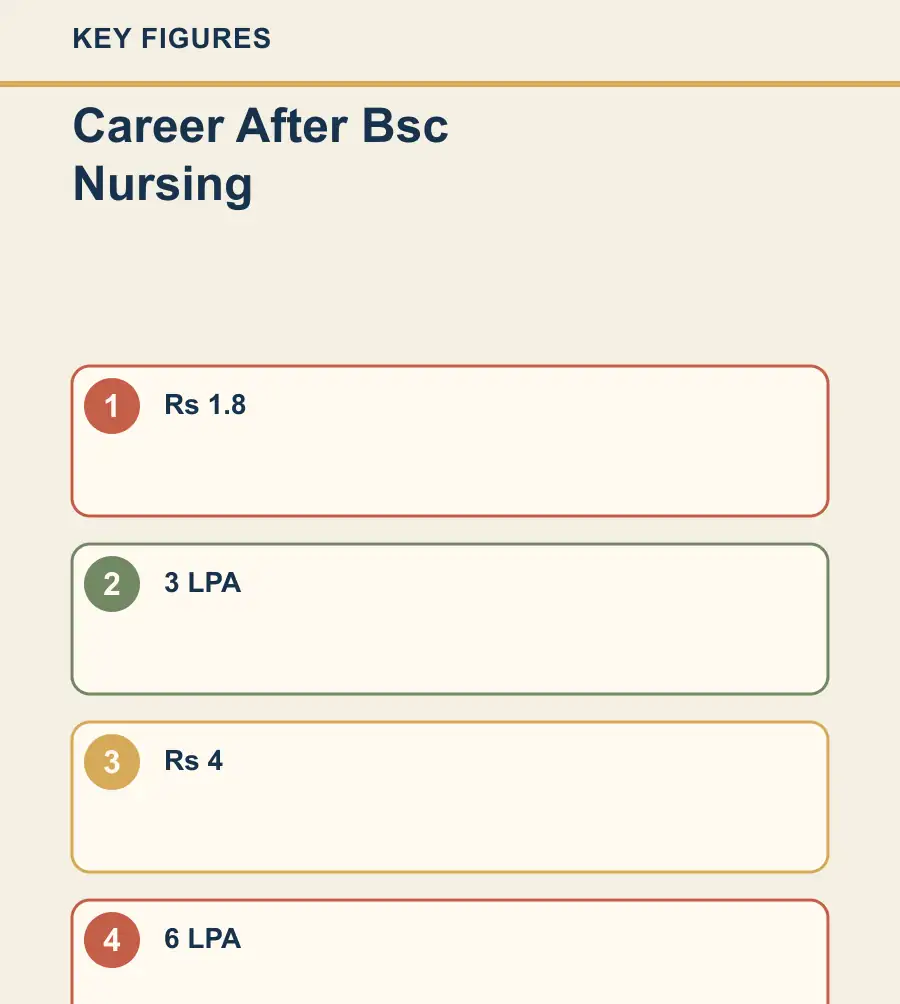 KEY FIGURES
Career After Bsc
Nursing
1
Rs 1.8
2
3 LPA
3
Rs 4
4
6 LPA